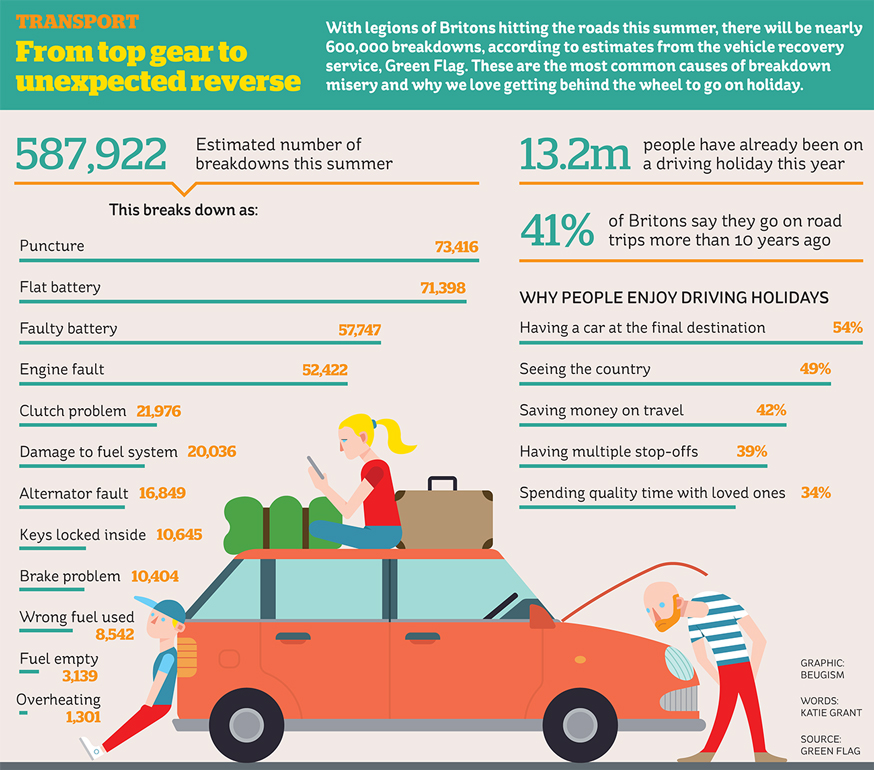 TRANSPORT
From top gear to
unexpected reverse
With legions of Britons hitting the roads this summer, there will be nearly
600,000 breakdowns, according to estimates from the vehicle recovery
service, Green Flag. These are the most common causes of breakdown
misery and why we love getting behind the wheel to go on holiday.
587,922
Estimated number of
breakdowns this summer
This breaks down as:
Puncture 73,416
Flat battery 71,398
Faulty battery 57,747
Engine fault 52,422
Clutch problem 21,976
Damage to fuel system 20,036
Alternator fault 16,849
Keys locked inside 10,645
Brake problem 10,404
Wrong fuel used
8,542
Fuel empty
3,139
Overheating
1,301
13.2m
people have already been on
a driving holiday this year
41%
of Britons say they go on road
trips more than 10 years ago
WHY PEOPLE ENJOY DRIVING HOLIDAYS
Having a car at the final destination 54%
Seeing the country 49%
Saving money on travel 42%
Having multiple stop-offs 39%
Spending quality time with loved ones 34%
GRAPHIC:
BEUGISM
WORDS:
KATIE GRANT
SOURCE:
GREEN FLAG